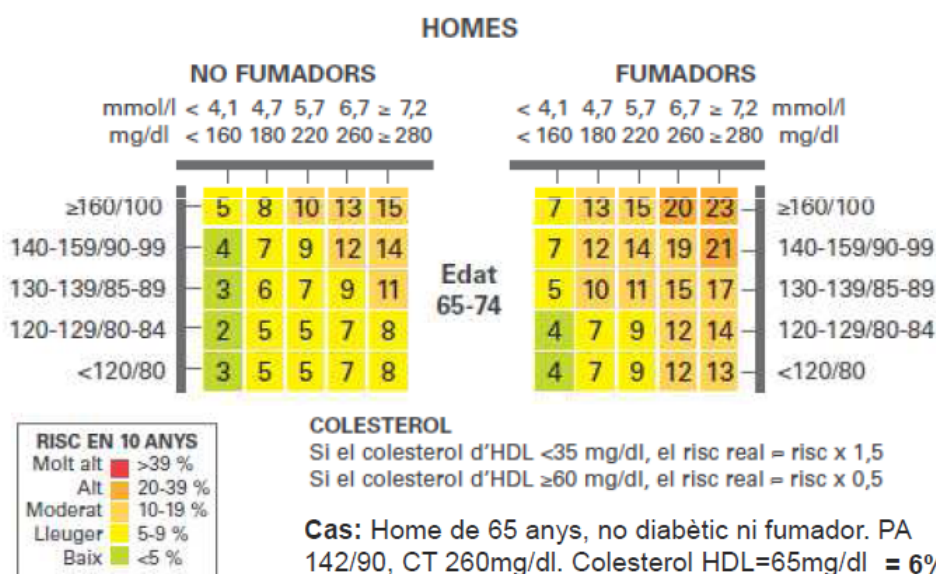 HOMES
NO FUMADORS FUMADORS
mmol/l < 4,1 4,7 5,7 6,7 ≥ 7,2 < 4,1 4,7 5,7 6,7 ≥ 7,2 mmol/l
mg/dl < 160 180 220 260 ≥ 280 < 160 180 220 260 ≥ 280 mg/dl
≥160/100 5 8 10 13 15 7 13 15 20 23 ≥160/100
140-159/90-99 4 7 9 12 14 7 12 14 19 21 140-159/90-99
Edat
130-139/85-89 3 6 7 9 11 5 10 11 15 17 130-139/85-89
65-74
120-129/80-84 2 5 5 7 8 4 7 9 12 14 120-129/80-84
<120/80 3 5 5 7 8 4 7 9 12 13 <120/80
RISC EN 10 ANYS
Molt alt >39 %
Alt 20-39 %
Moderat 10-19 %
Lleuger 5-9 %
Baix <5 %
COLESTEROL
Si el colesterol d'HDL <35 mg/dl, el risc real = risc x 1,5
Si el colesterol d'HDL ≥60 mg/dl, el risc real = risc x 0,5
Cas: Home de 65 anys, no diabètic ni fumador. PA
142/90, CT 260mg/dl. Colesterol HDL=65mg/dl = 6%